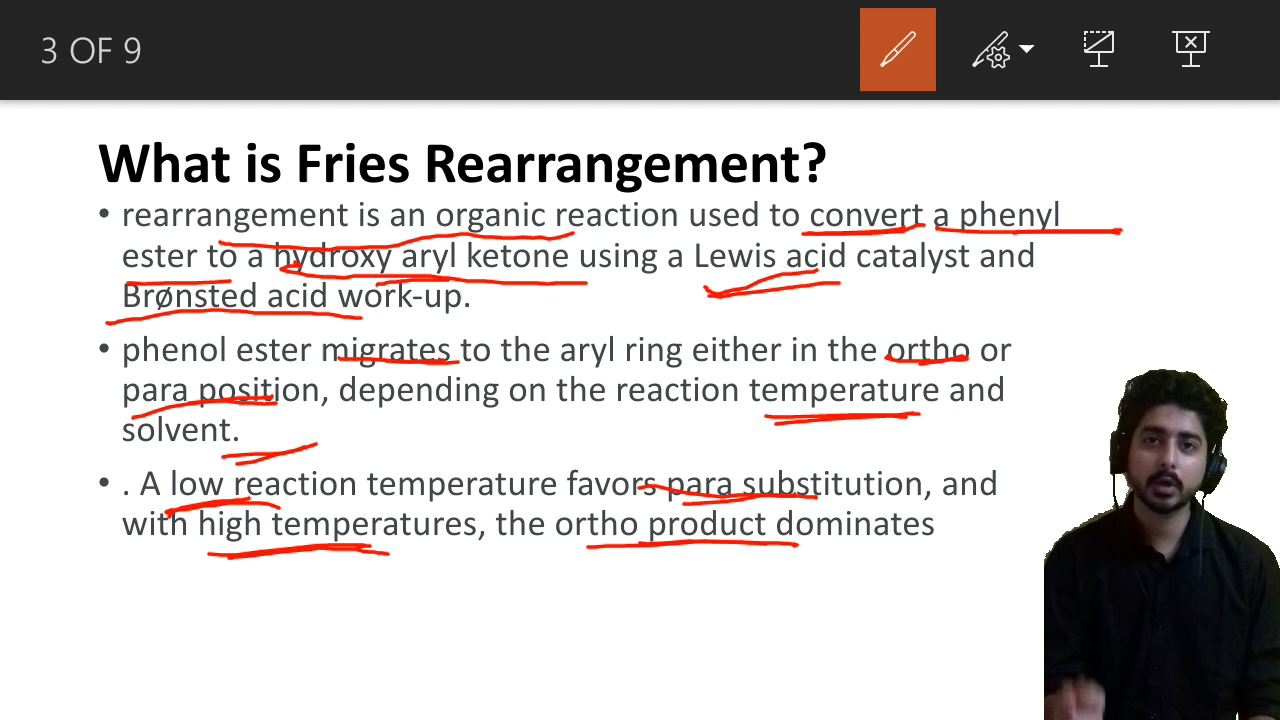 3 OF 9
What is Fries Rearrangement?
• rearrangement is an organic reaction used to convert a phenyl
ester to a hydroxy aryl ketone using a Lewis acid catalyst and
Brønsted acid work-up.
• phenol ester migrates to the aryl ring either in the ortho or
para position, depending on the reaction temperature and
solvent.
• . A low reaction temperature favors para substitution, and
with high temperatures, the ortho product dominates